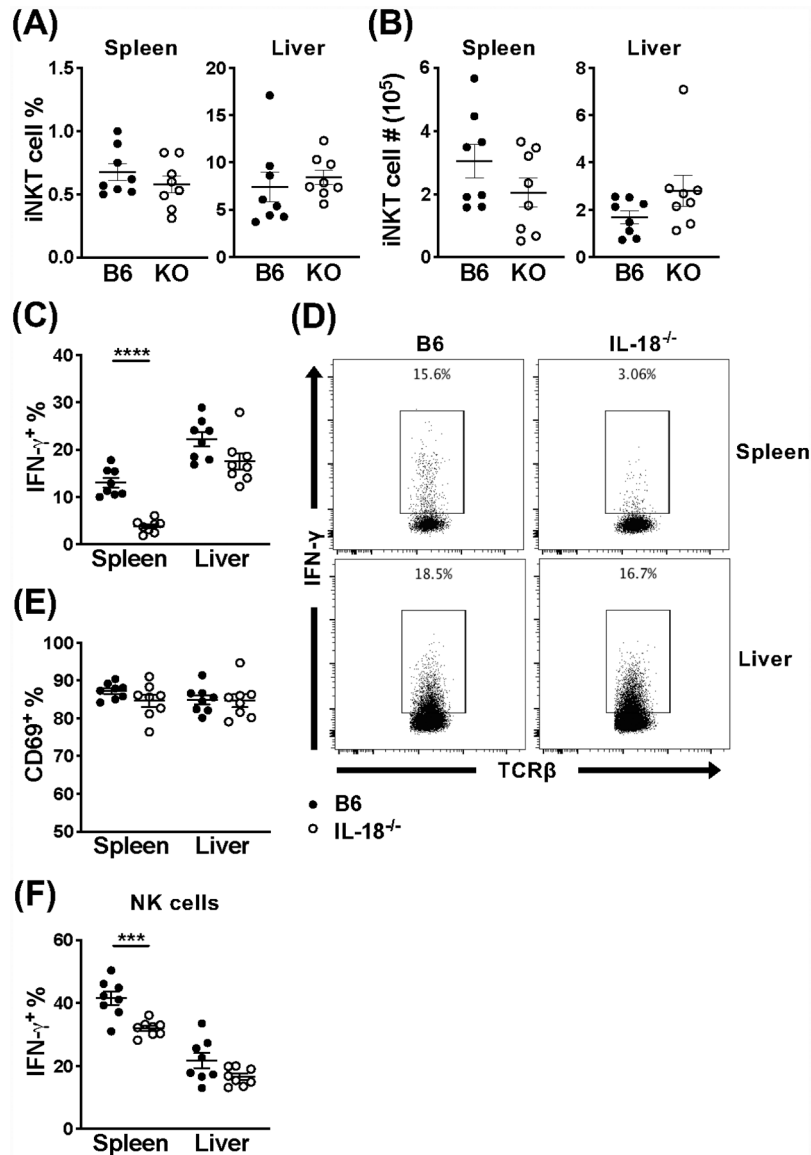 (A)
Spleen
Liver
iNKT cell %
1.5
1.0
0.5
0.0
B6 KO
20
15
10
5
0
B6 KO
(B)
Spleen
Liver
iNKT cell # (10⁵)
6
4
2
0
B6 KO
8
6
4
2
0
B6 KO
(C)
IFN-γ⁺ %
40
30
20
10
0
****
Spleen Liver
(D)
B6
IL-18⁻/⁻
15.6%
3.06%
Spleen
18.5%
16.7%
Liver
IFN-γ
TCRβ
(E)
CD69⁺ %
100
90
80
70
60
50
Spleen Liver
B6
IL-18⁻/⁻
(F)
NK cells
IFN-γ⁺ %
60
40
20
0
***
Spleen Liver